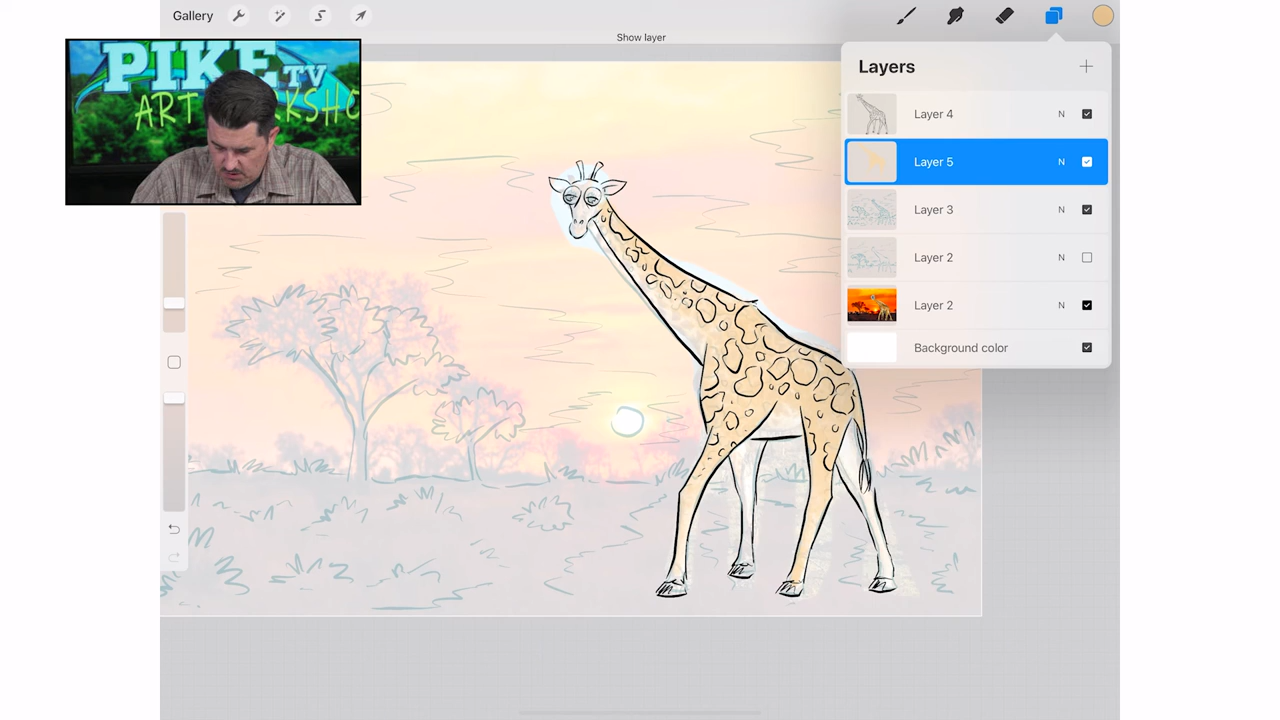 Gallery
Show layer
PIKE TV
ART WORKSHO
Layers
Layer 4 N
Layer 5 N
Layer 3 N
Layer 2 N
Layer 2 N
Background color